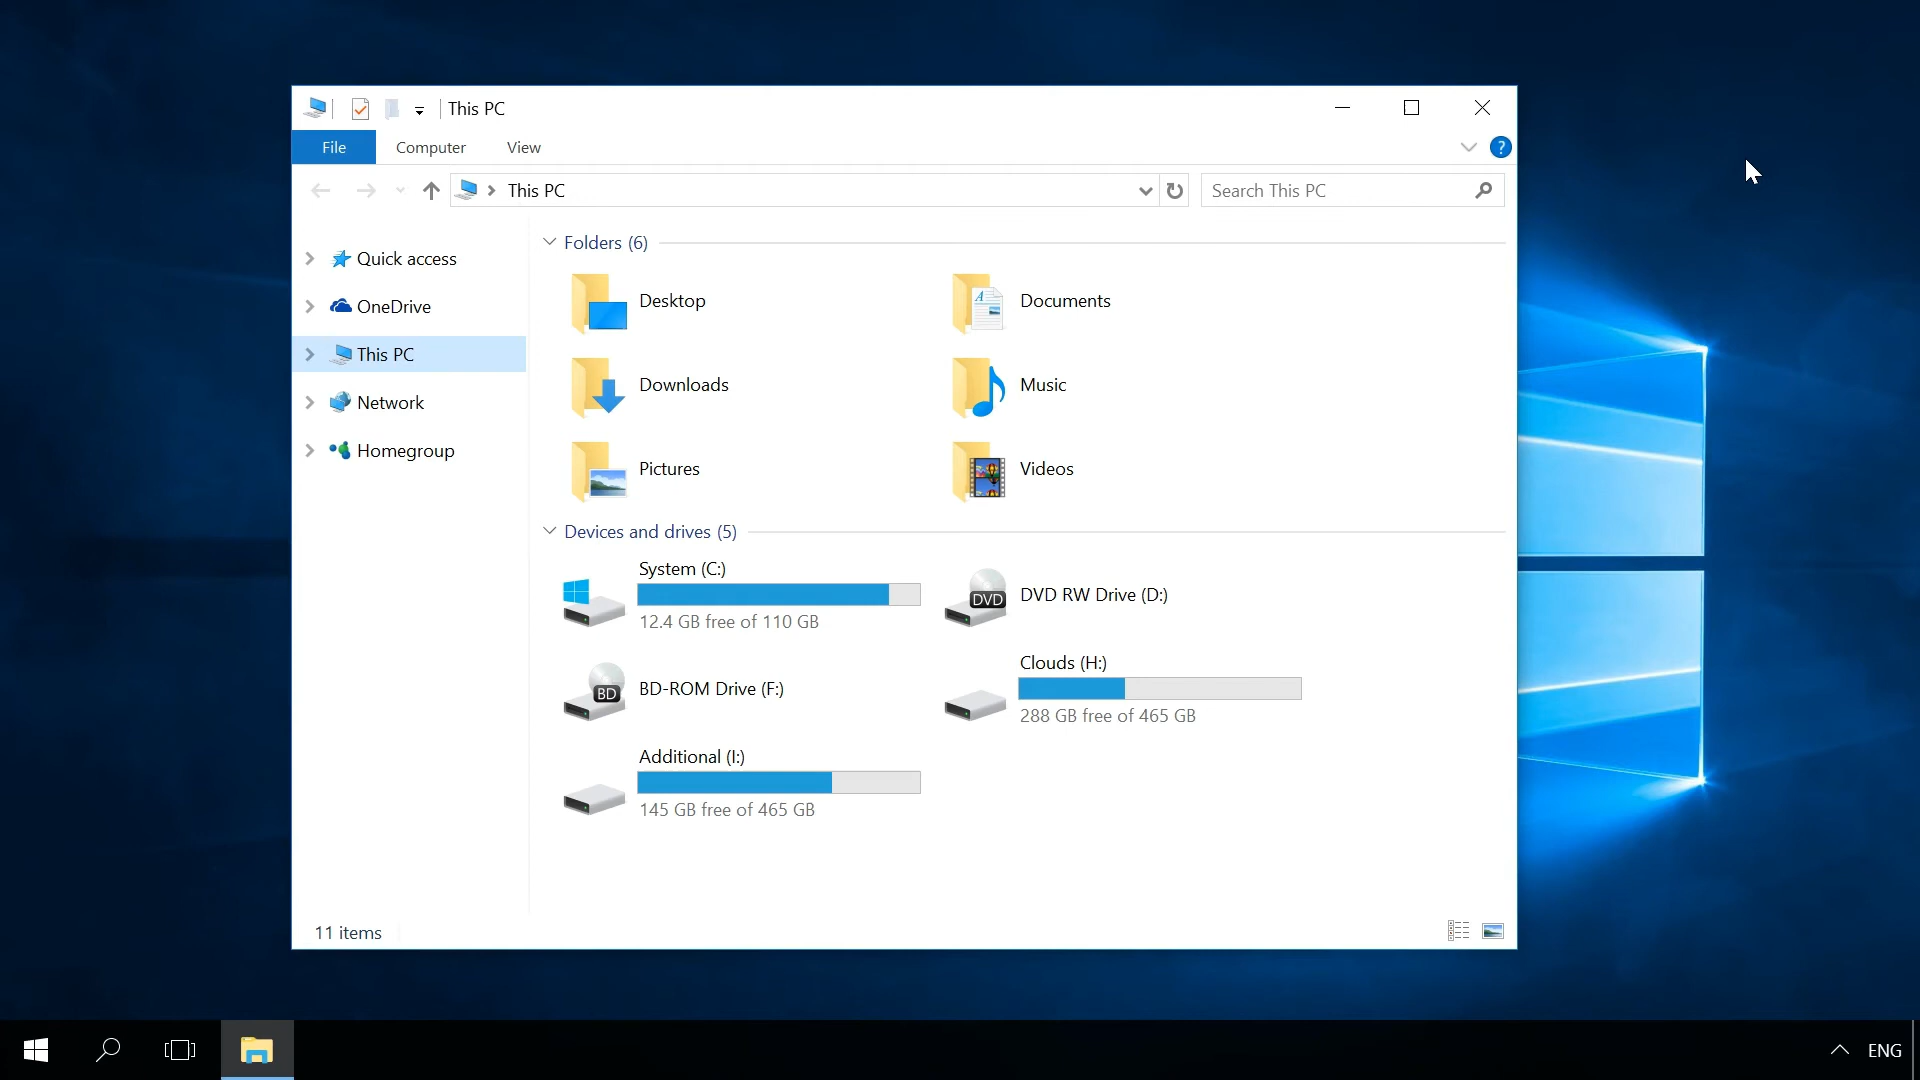 This PC
File Computer View ?
This PC
Search This PC
Quick access
OneDrive
This PC
Network
Homegroup
Folders (6)
Desktop
Documents
Downloads
Music
Pictures
Videos
Devices and drives (5)
System (C:)
12.4 GB free of 110 GB
DVD
DVD RW Drive (D:)
BD
BD-ROM Drive (F:)
Clouds (H:)
288 GB free of 465 GB
Additional (I:)
145 GB free of 465 GB
11 items
ENG